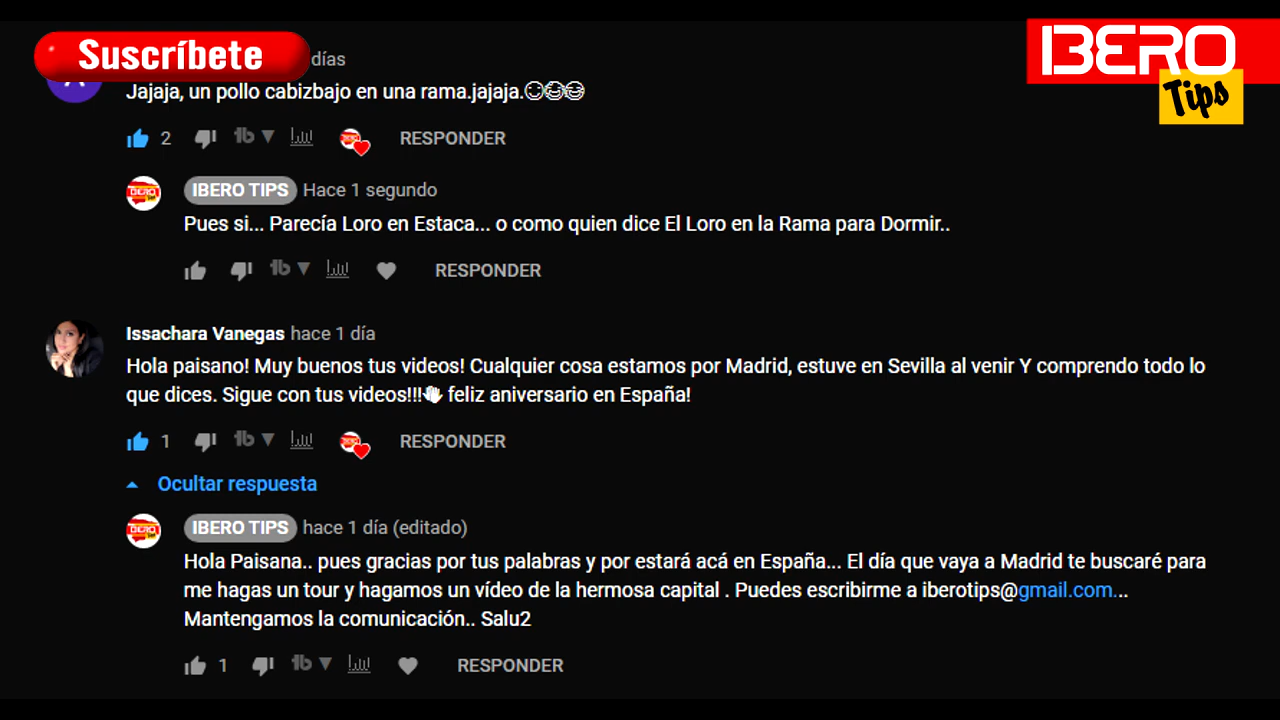 Suscríbete
días
IBERO
Tips
Jajaja, un pollo cabizbajo en una rama.jajaja.😊😂😂
2 RESPONDER
IBERO TIPS Hace 1 segundo
Pues si... Parecía Loro en Estaca... o como quien dice El Loro en la Rama para Dormir..
RESPONDER
Issachara Vanegas hace 1 día
Hola paisano! Muy buenos tus videos! Cualquier cosa estamos por Madrid, estuve en Sevilla al venir Y comprendo todo lo
que dices. Sigue con tus videos!!!👋 feliz aniversario en España!
1 RESPONDER
Ocultar respuesta
IBERO TIPS hace 1 día (editado)
Hola Paisana.. pues gracias por tus palabras y por estará acá en España... El día que vaya a Madrid te buscaré para
me hagas un tour y hagamos un vídeo de la hermosa capital . Puedes escribirme a iberotips@gmail.com...
Mantengamos la comunicación.. Salu2
1 RESPONDER